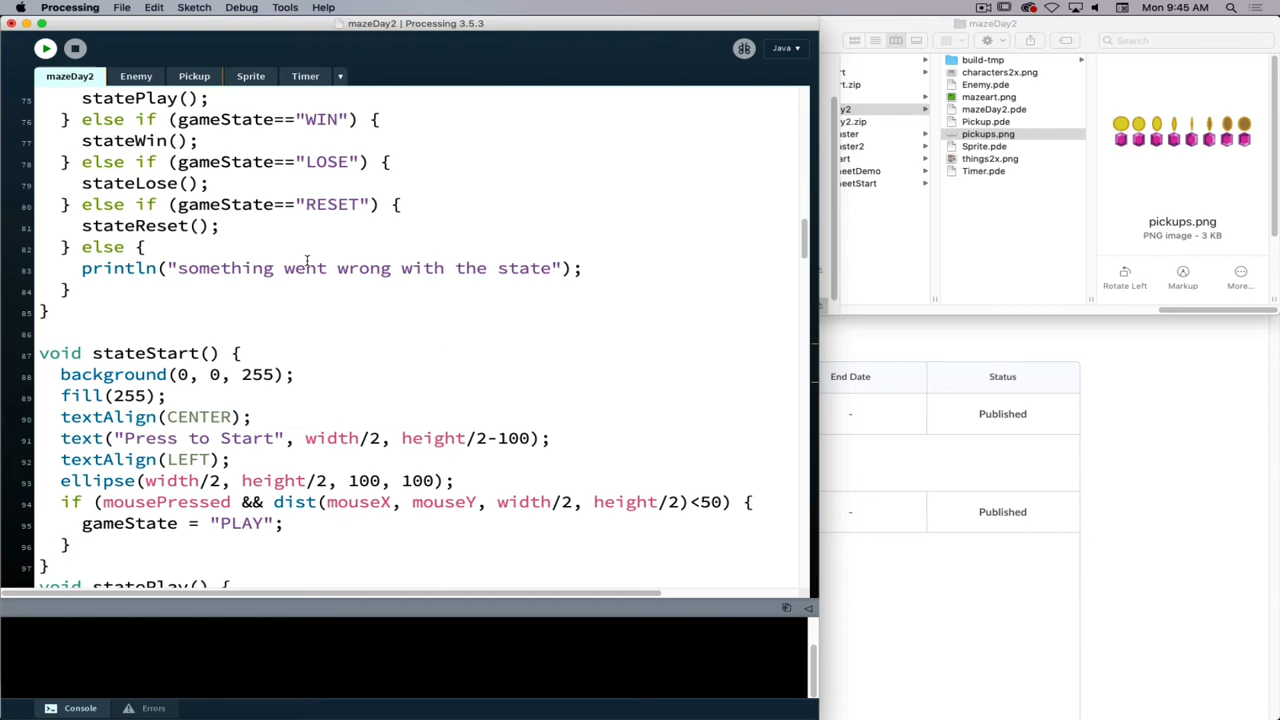 Processing File Edit Sketch Debug Tools Help
Mon 9:45 AM
mazeDay2 | Processing 3.5.3
Java ▾
mazeDay2 Enemy Pickup Sprite Timer
75 statePlay();
76 } else if (gameState=="WIN") {
77 stateWin();
78 } else if (gameState=="LOSE") {
79 stateLose();
80 } else if (gameState=="RESET") {
81 stateReset();
82 } else {
83 println("something went wrong with the state");
84 }
85 }
86
87 void stateStart() {
88 background(0, 0, 255);
89 fill(255);
90 textAlign(CENTER);
91 text("Press to Start", width/2, height/2-100);
92 textAlign(LEFT);
93 ellipse(width/2, height/2, 100, 100);
94 if (mousePressed && dist(mouseX, mouseY, width/2, height/2)<50) {
95 gameState = "PLAY";
96 }
97 }
void statePlay() {
Console Errors
mazeDay2
Search
rt
rt.zip
y2
y2.zip
aster
aster2
art
eetDemo
eetStart
build-tmp
characters2x.png
Enemy.pde
mazeart.png
mazeDay2.pde
Pickup.pde
pickups.png
Sprite.pde
things2x.png
Timer.pde
pickups.png
PNG image - 3 KB
Rotate Left Markup More...
End Date Status
- Published
- Published